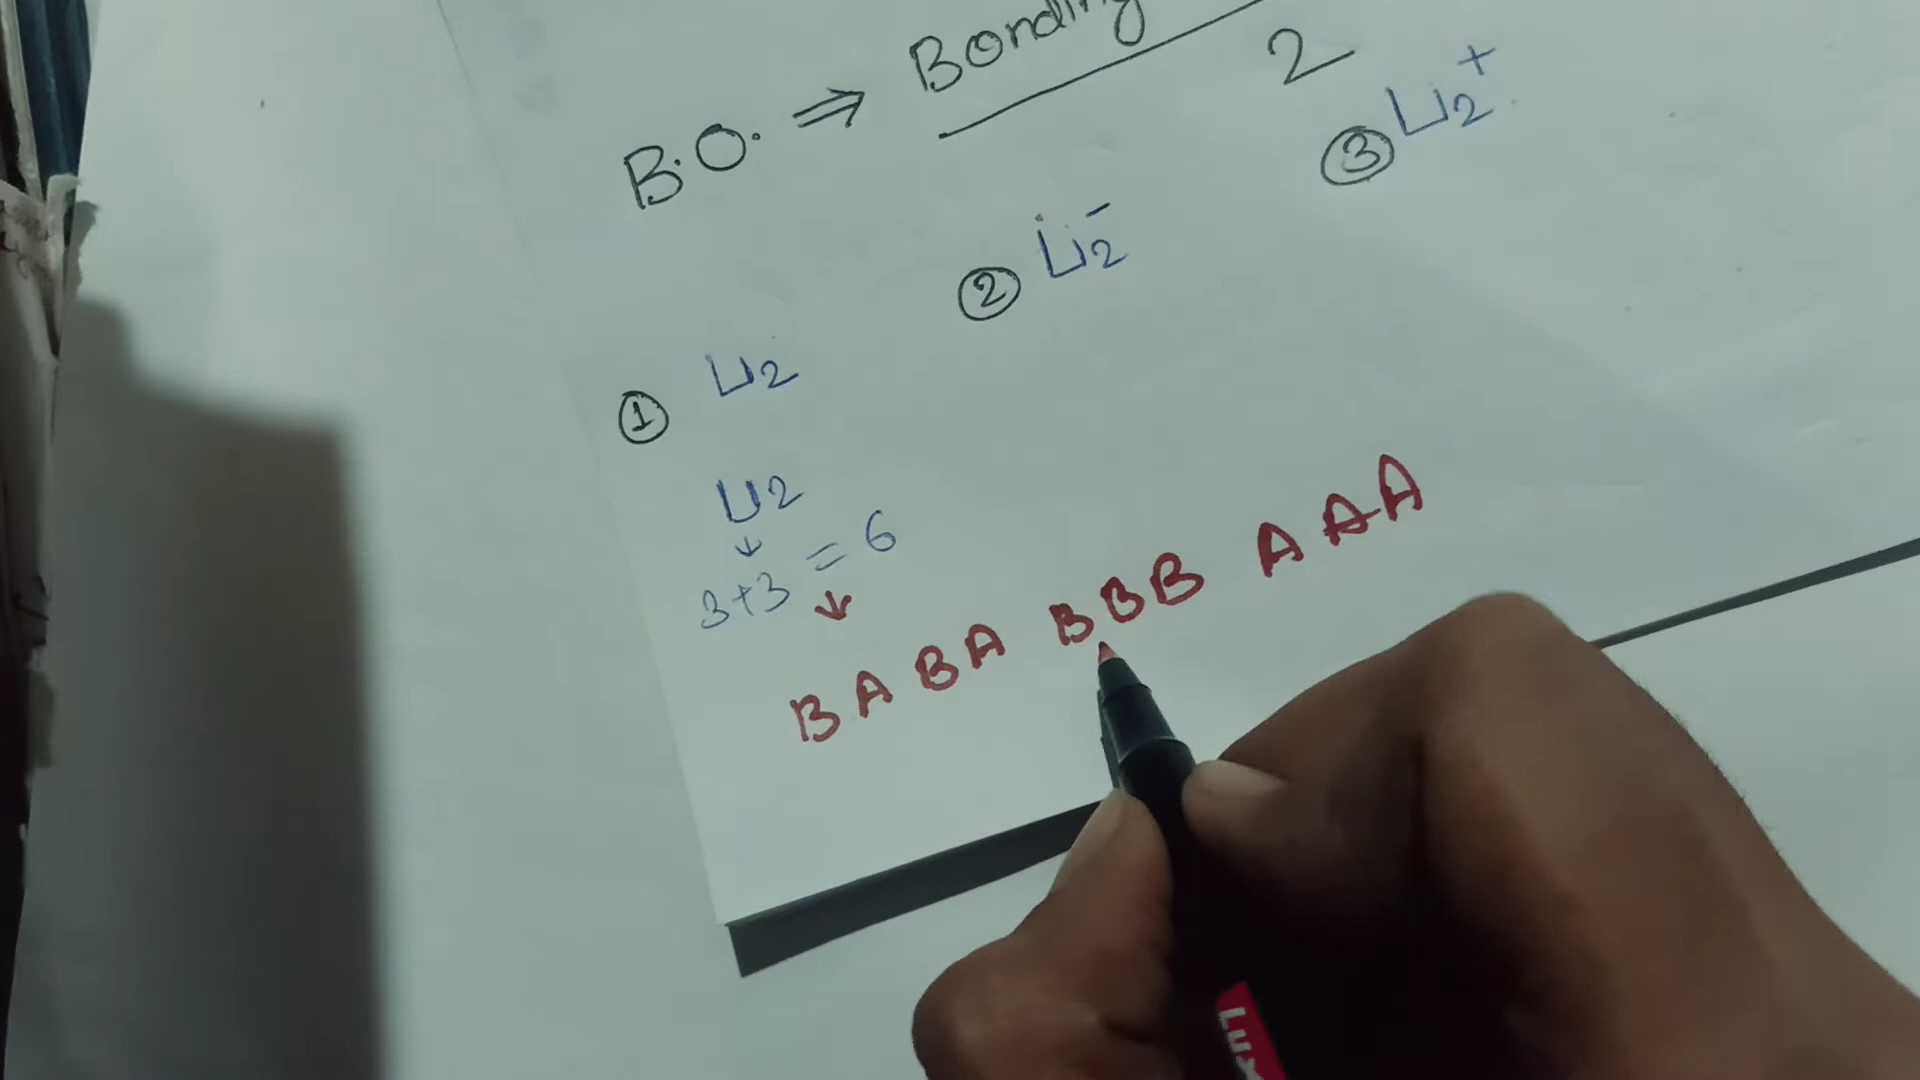 B.O. ⇒ Bonding
2
① Li2
② Li2⁻
③ Li2⁺
Li2
↓
3+3 = 6
↓
B A B A B B B A A A